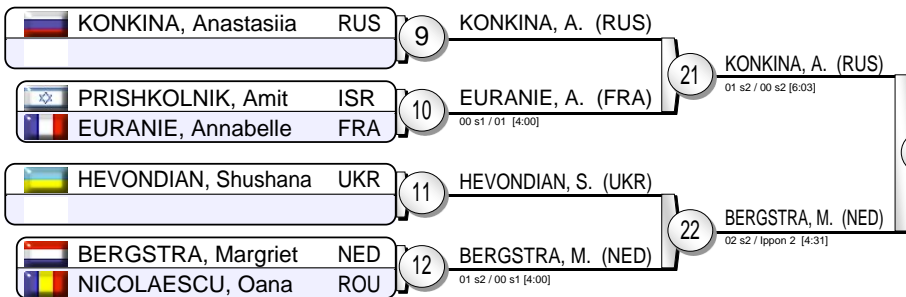 KONKINA, Anastasiia RUS
9
KONKINA, A. (RUS)
PRISHKOLNIK, Amit ISR
EURANIE, Annabelle FRA
10
EURANIE, A. (FRA)
00 s1 / 01 [4:00]
21
KONKINA, A. (RUS)
01 s2 / 00 s2 [6:03]
HEVONDIAN, Shushana UKR
11
HEVONDIAN, S. (UKR)
BERGSTRA, Margriet NED
NICOLAESCU, Oana ROU
12
BERGSTRA, M. (NED)
01 s2 / 00 s1 [4:00]
22
BERGSTRA, M. (NED)
02 s2 / Ippon 2 [4:31]